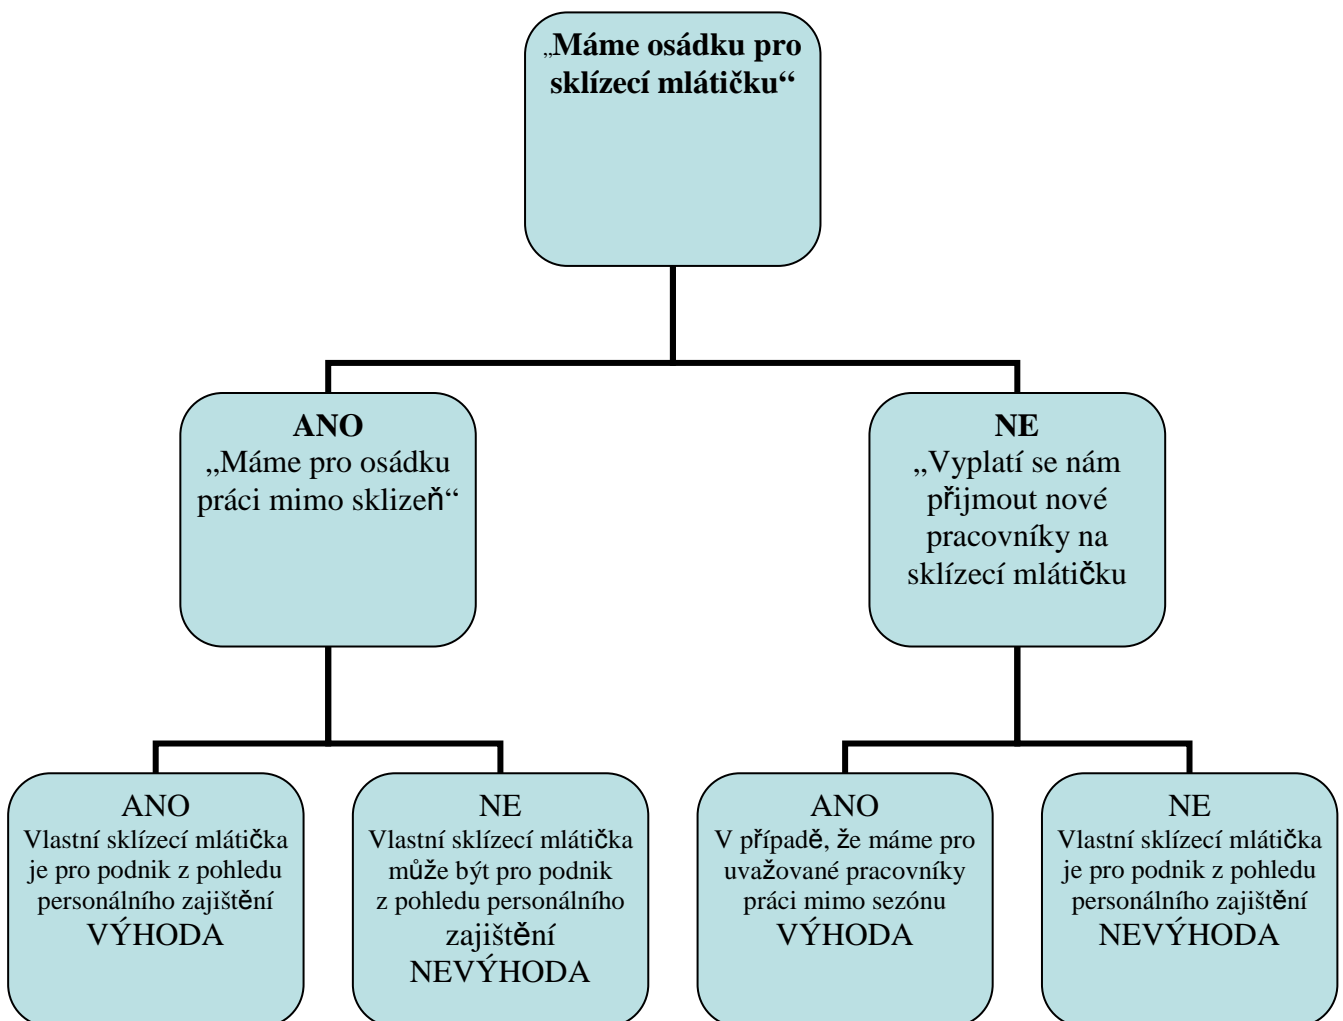 „Máme osádku pro
sklízecí mlátičku“
ANO
„Máme pro osádku
práci mimo sklizeň“
NE
„Vyplatí se nám
přijmout nové
pracovníky na
sklízecí mlátičku
ANO
Vlastní sklízecí mlátička
je pro podnik z pohledu
personálního zajištění
VÝHODA
NE
Vlastní sklízecí mlátička
může být pro podnik
z pohledu personálního
zajištění
NEVÝHODA
ANO
V případě, že máme pro
uvažované pracovníky
práci mimo sezónu
VÝHODA
NE
Vlastní sklízecí mlátička
je pro podnik z pohledu
personálního zajištění
NEVÝHODA